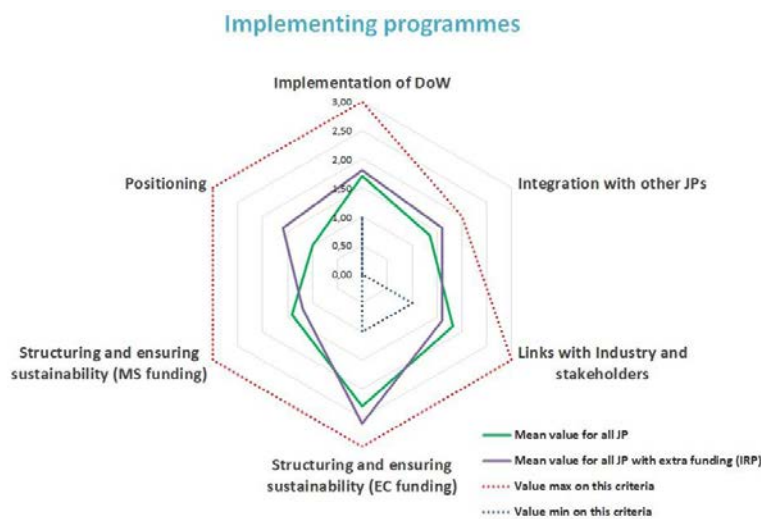 Implementing programmes
Implementation of DoW
3,00
2,50
2,00
1,50
1,00
0,50
0,00
Positioning
Integration with other JPs
Structuring and ensuring
sustainability (MS funding)
Links with Industry and
stakeholders
Structuring and ensuring
sustainability (EC funding)
Mean value for all JP
Mean value for all JP with extra funding (IRP)
Value max on this criteria
Value min on this criteria